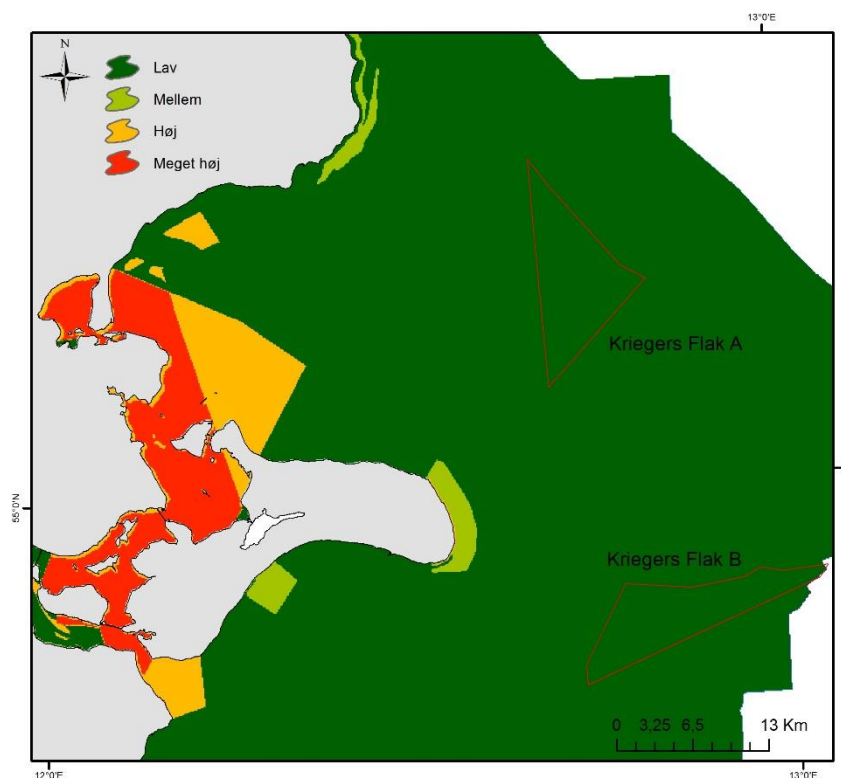 13°0'E
N
Lav
Mellem
Høj
Meget høj
Kriegers Flak A
55°0'N
Kriegers Flak B
0 3,25 6,5 13 Km
12°0'E
13°0'E